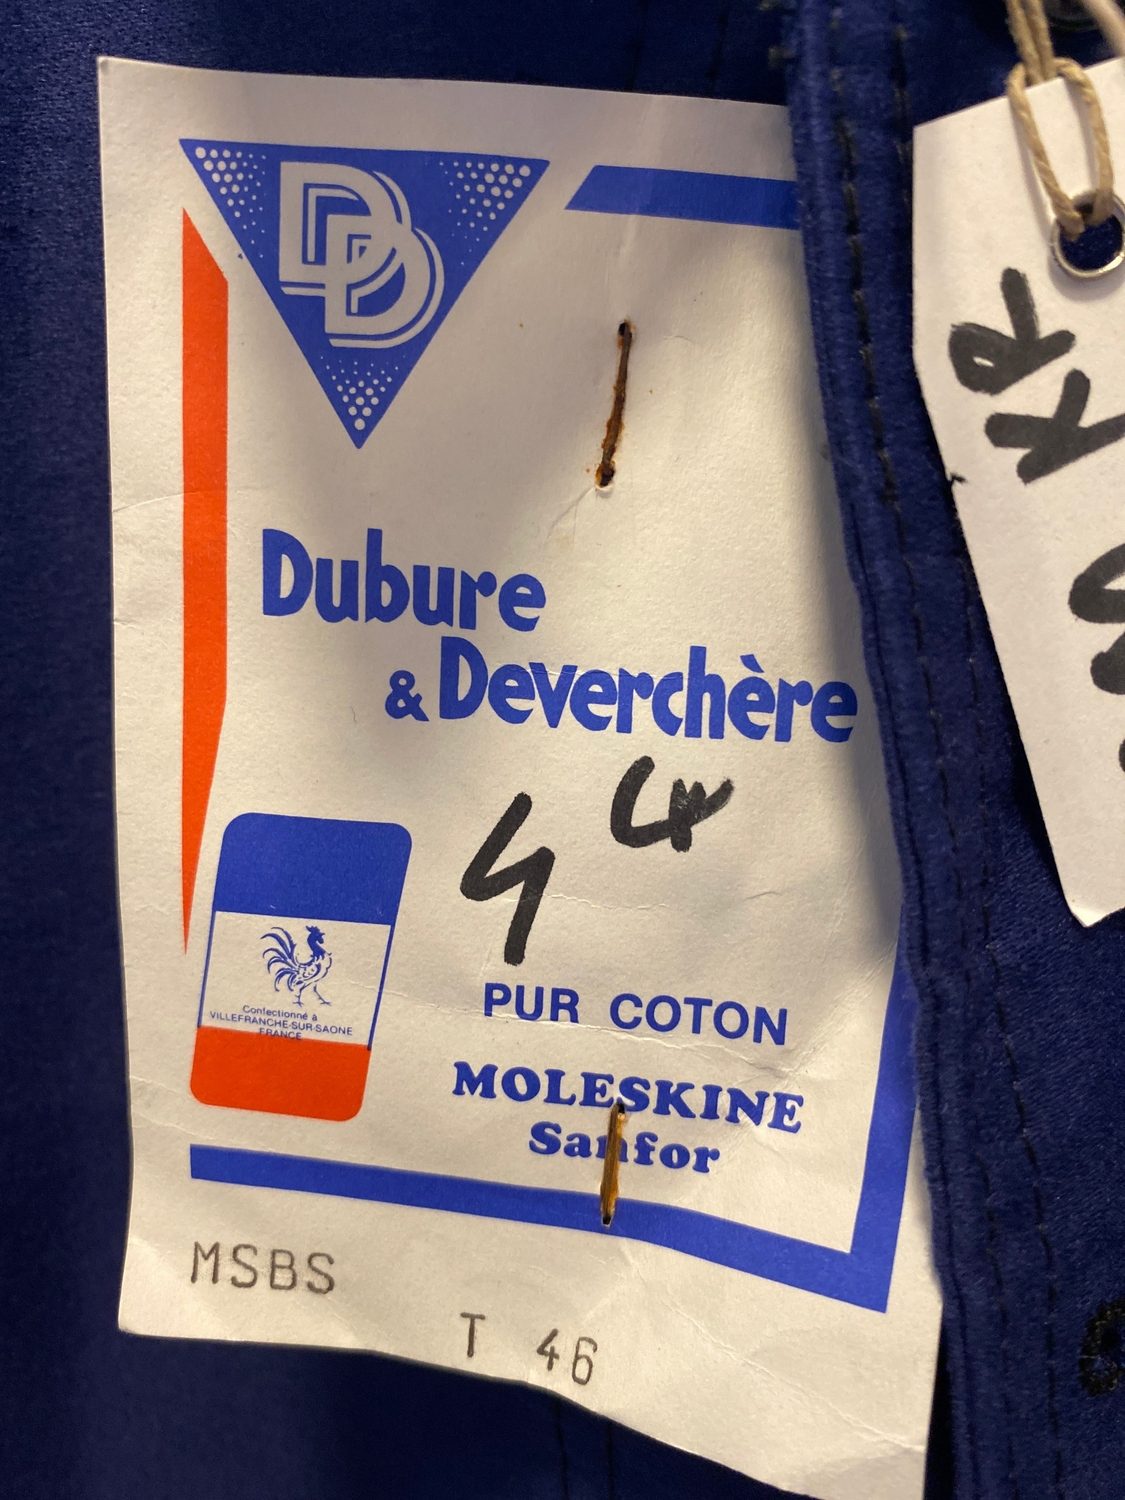 DD
Dubure
& Deverchère
4
PUR COTON
MOLESKINE
Sanfor
Confectionné à
VILLEFRANCHE-SUR-SAONE
FRANCE
MSBS
T 46